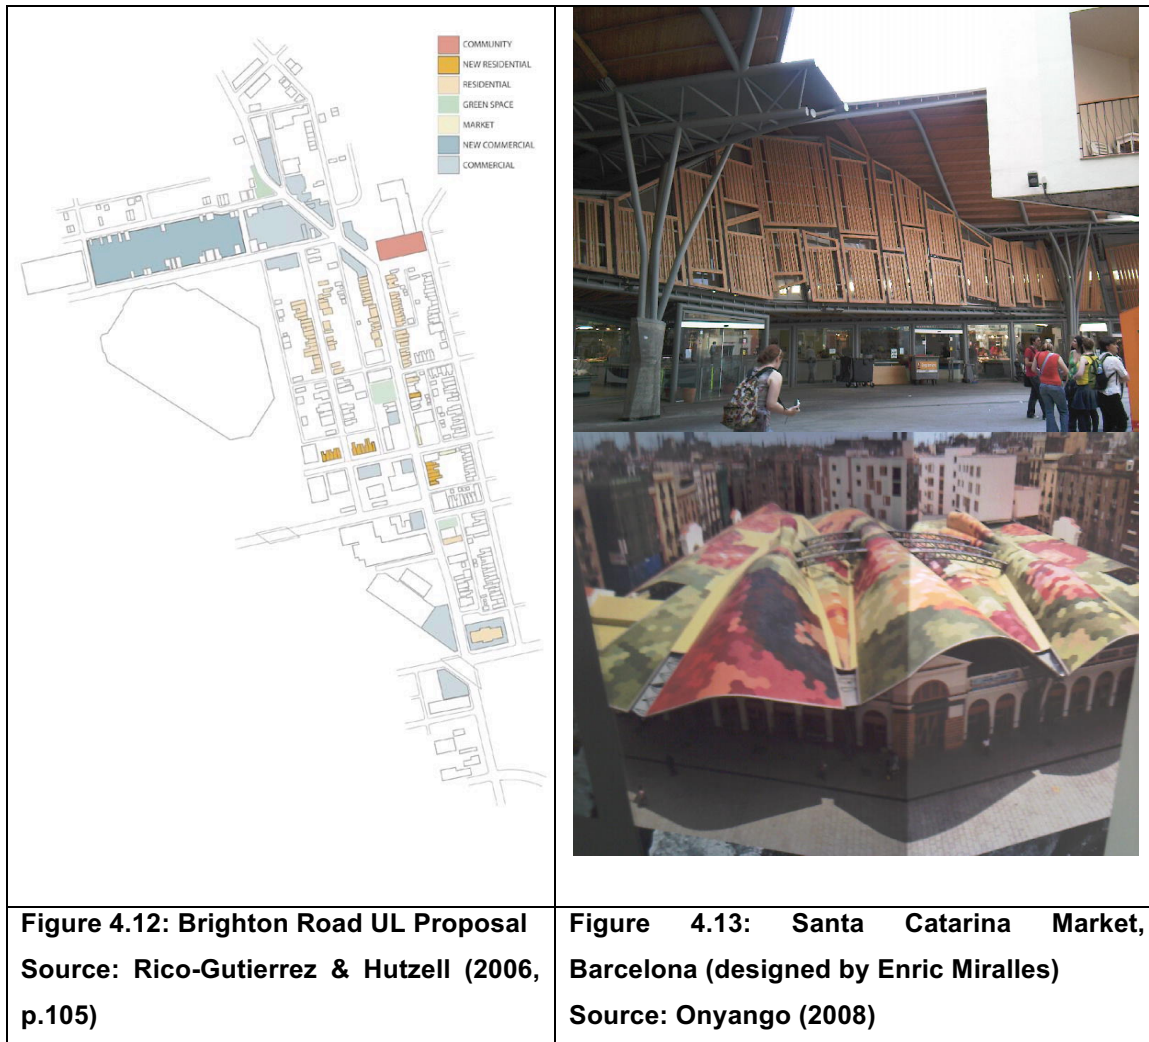 COMMUNITY
NEW RESIDENTIAL
RESIDENTIAL
GREEN SPACE
MARKET
NEW COMMERCIAL
COMMERCIAL
Figure 4.12: Brighton Road UL Proposal
Source: Rico-Gutierrez & Hutzell (2006,
p.105)
Figure 4.13: Santa Catarina Market,
Barcelona (designed by Enric Miralles)
Source: Onyango (2008)